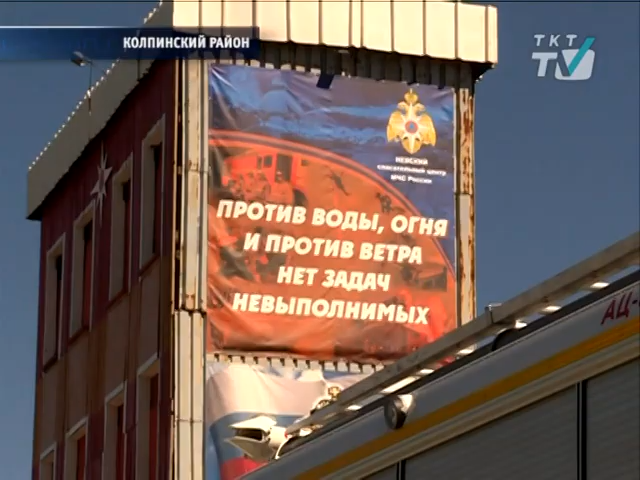 КОЛПИНСКИЙ РАЙОН
ТКТ
TV
НЕВСКИЙ
спасательный центр
МЧС России
ПРОТИВ ВОДЫ, ОГНЯ
И ПРОТИВ ВЕТРА
НЕТ ЗАДАЧ
НЕВЫПОЛНИМЫХ
АЦ-